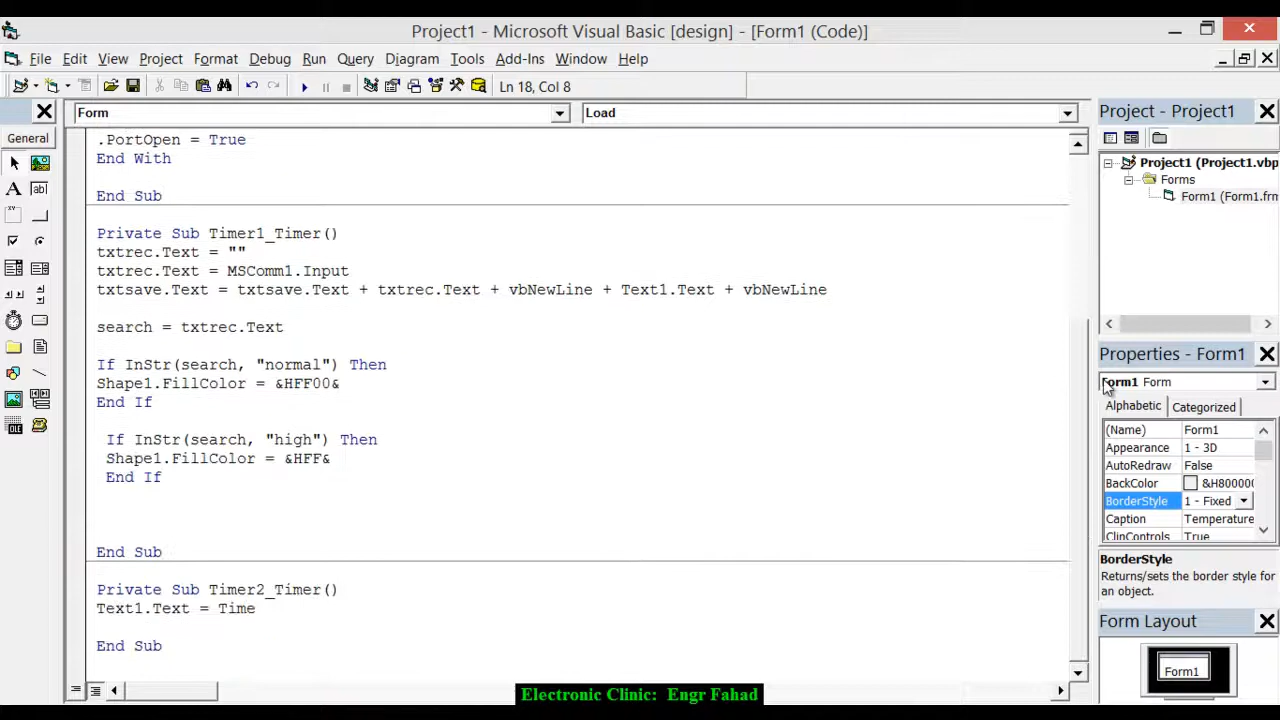 Project1 - Microsoft Visual Basic [design] - [Form1 (Code)]
File Edit View Project Format Debug Run Query Diagram Tools Add-Ins Window Help
Ln 18, Col 8
General
Form
Load
.PortOpen = True
End With
End Sub
Private Sub Timer1_Timer()
txtrec.Text = ""
txtrec.Text = MSComm1.Input
txtsave.Text = txtsave.Text + txtrec.Text + vbNewLine + Text1.Text + vbNewLine
search = txtrec.Text
If InStr(search, "normal") Then
Shape1.FillColor = &HFF00&
End If
If InStr(search, "high") Then
Shape1.FillColor = &HFF&
End If
End Sub
Private Sub Timer2_Timer()
Text1.Text = Time
End Sub
Project - Project1
Project1 (Project1.vbp
Forms
Form1 (Form1.frm
Properties - Form1
Form1 Form
Alphabetic Categorized
(Name) Form1
Appearance 1 - 3D
AutoRedraw False
BackColor &H800000
BorderStyle 1 - Fixed
Caption Temperature
ClipControls True
BorderStyle
Returns/sets the border style for
an object.
Form Layout
Form1
Electronic Clinic: Engr Fahad